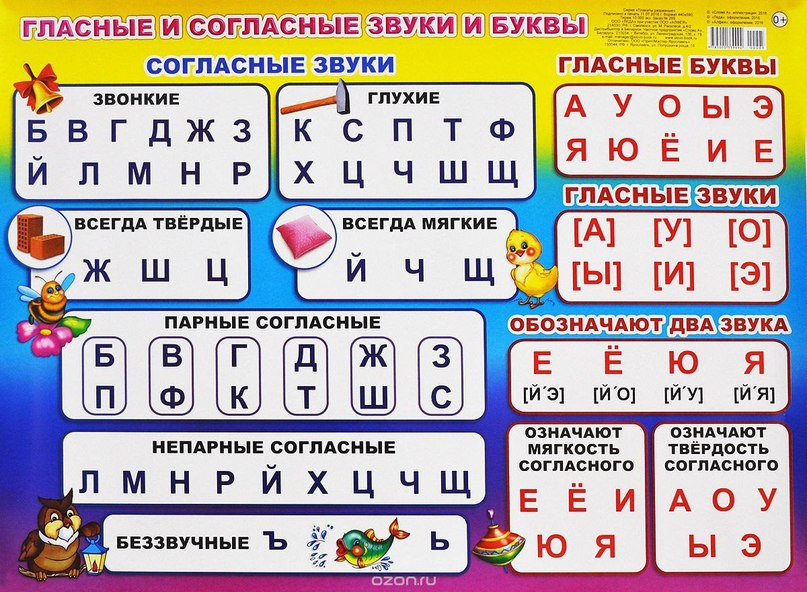 ГЛАСНЫЕ И СОГЛАСНЫЕ ЗВУКИ И БУКВЫ
0+
СОГЛАСНЫЕ ЗВУКИ
ЗВОНКИЕ
Б В Г Д Ж З
Й Л М Н Р
ГЛУХИЕ
К С П Т Ф
Х Ц Ч Ш Щ
ВСЕГДА ТВЁРДЫЕ
Ж Ш Ц
ВСЕГДА МЯГКИЕ
Й Ч Щ
ПАРНЫЕ СОГЛАСНЫЕ
Б В Г Д Ж З
П Ф К Т Ш С
НЕПАРНЫЕ СОГЛАСНЫЕ
Л М Н Р Й Х Ц Ч Щ
БЕЗЗВУЧНЫЕ Ъ Ь
ГЛАСНЫЕ БУКВЫ
А У О Ы Э
Я Ю Ё И Е
ГЛАСНЫЕ ЗВУКИ
[А] [У] [О]
[Ы] [И] [Э]
ОБОЗНАЧАЮТ ДВА ЗВУКА
Е Ё Ю Я
[Й´Э] [Й´О] [Й´У] [Й´Я]
ОЗНАЧАЮТ
МЯГКОСТЬ
СОГЛАСНОГО
Е Ё И
Ю Я
ОЗНАЧАЮТ
ТВЁРДОСТЬ
СОГЛАСНОГО
А О У
Ы Э
ozon.ru